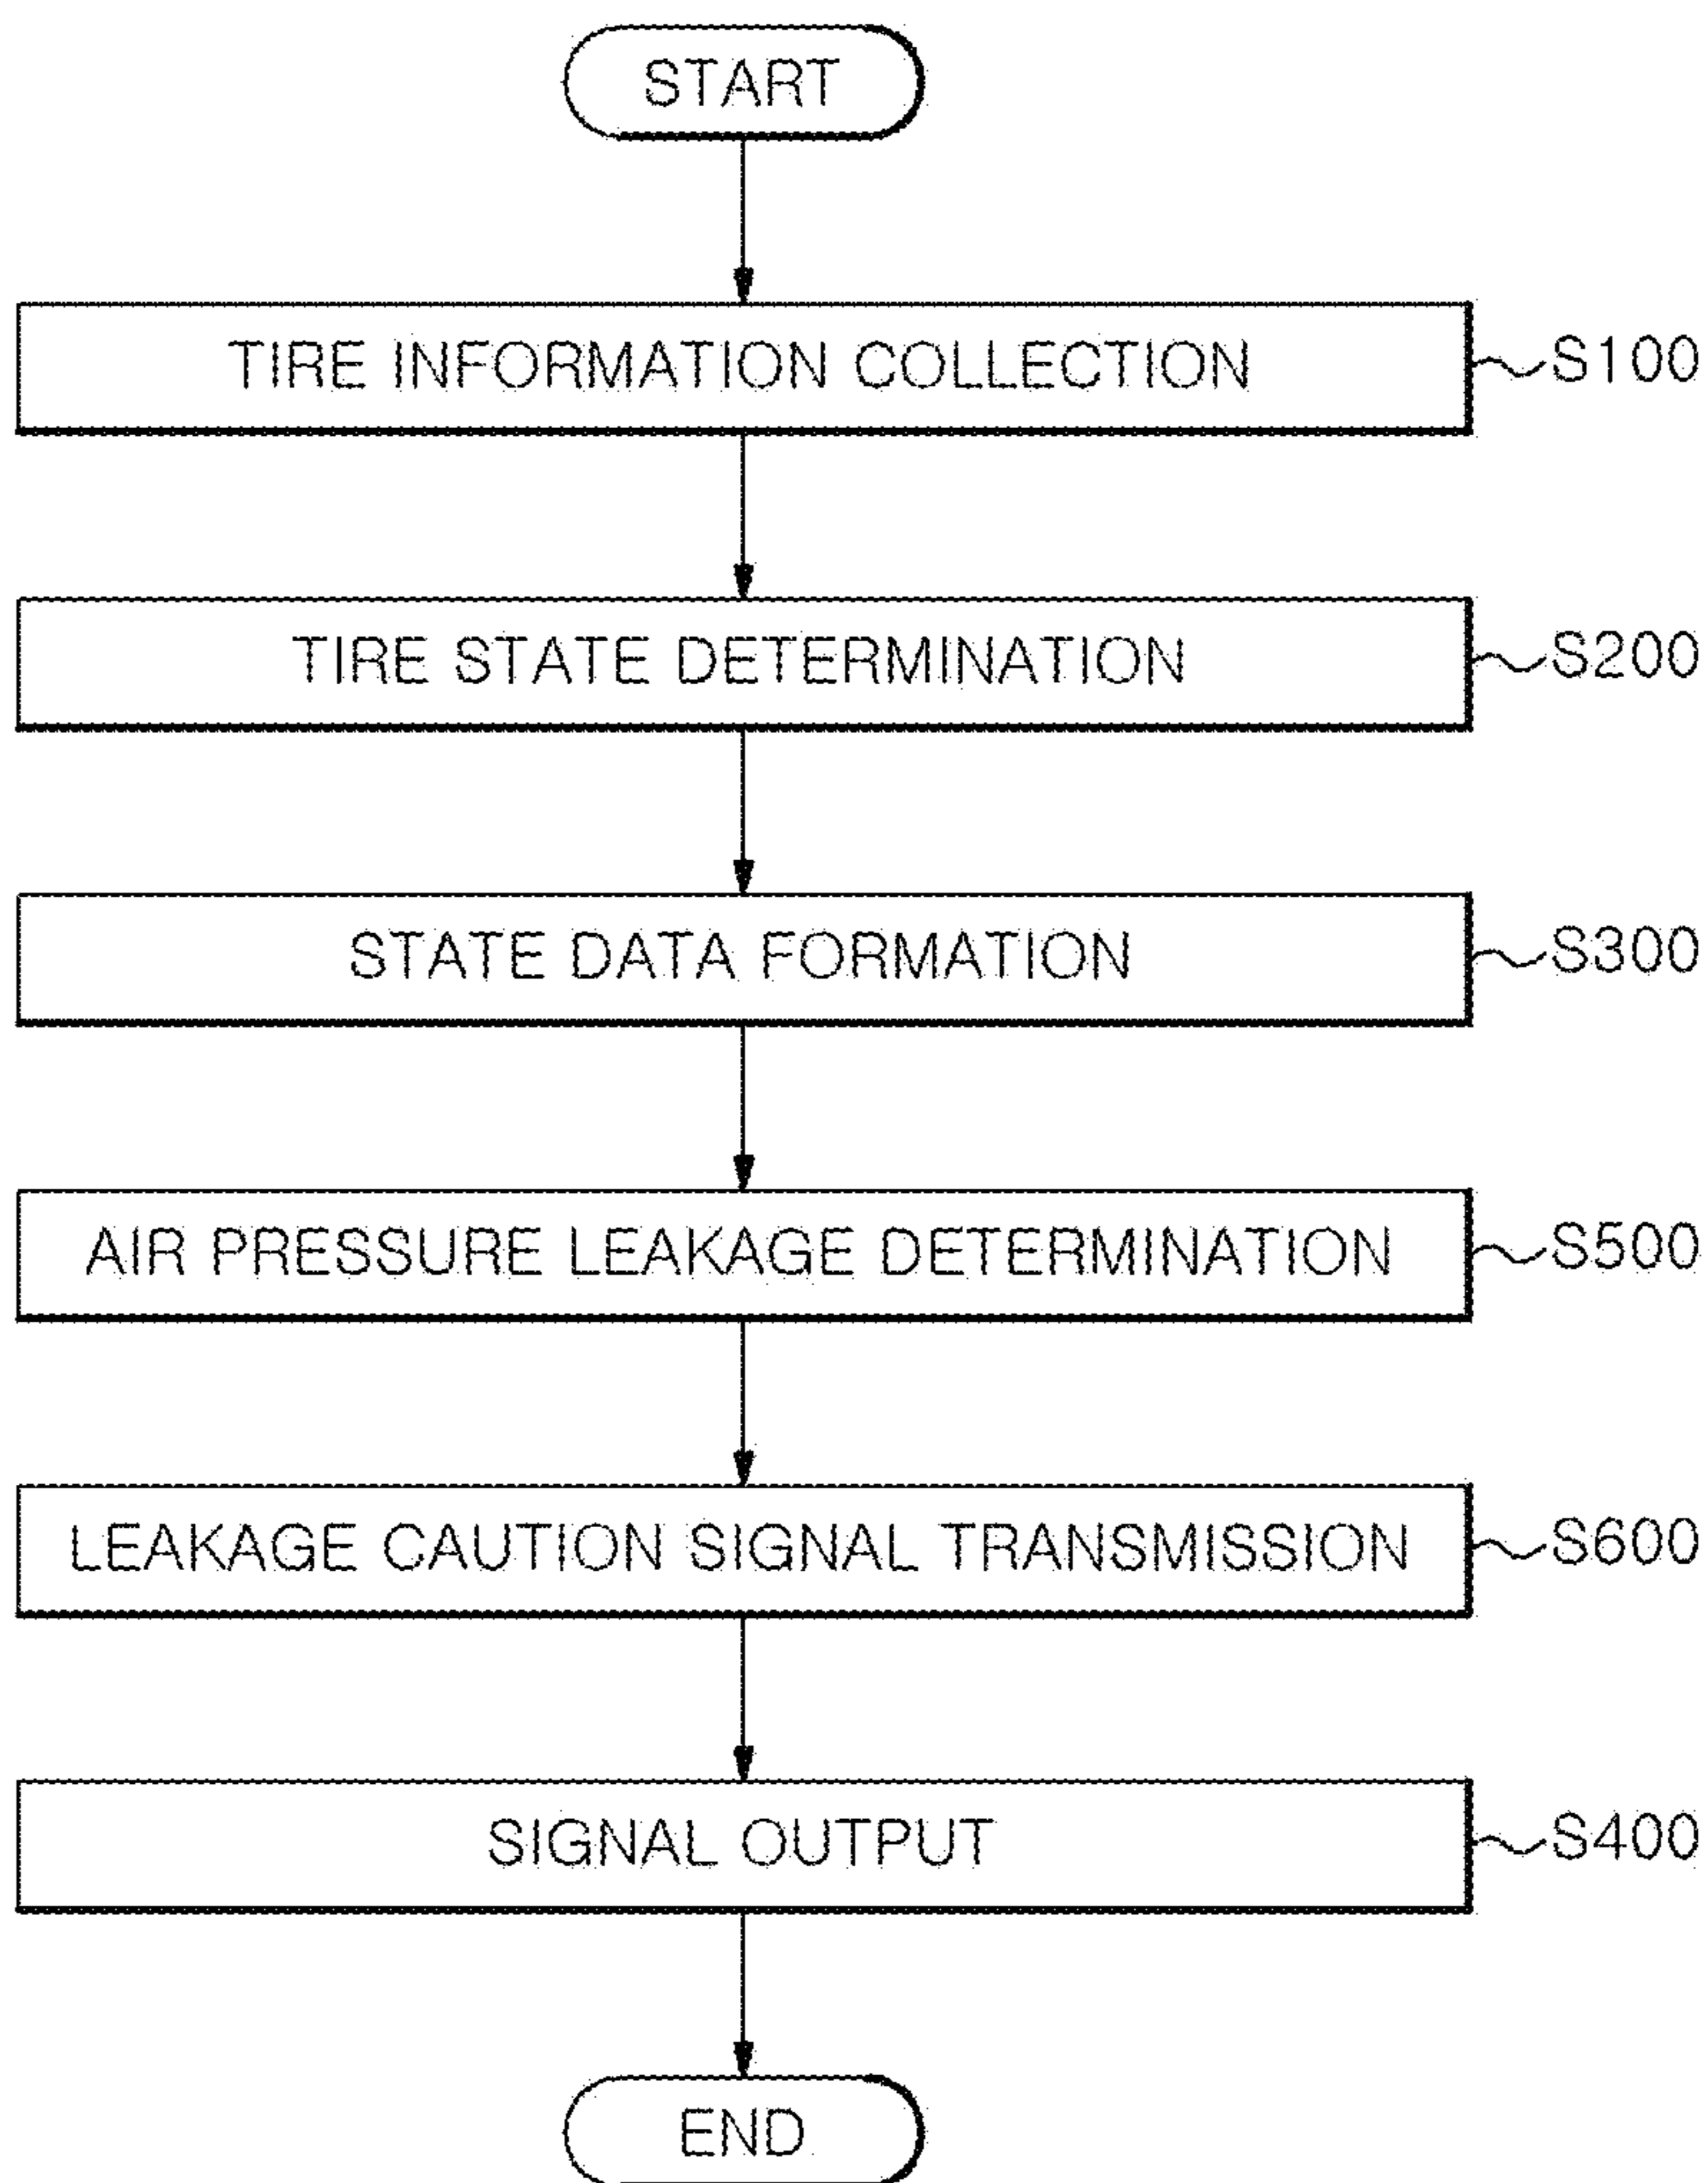 START
TIRE INFORMATION COLLECTION S100
TIRE STATE DETERMINATION S200
STATE DATA FORMATION S300
AIR PRESSURE LEAKAGE DETERMINATION S500
LEAKAGE CAUTION SIGNAL TRANSMISSION S600
SIGNAL OUTPUT S400
END